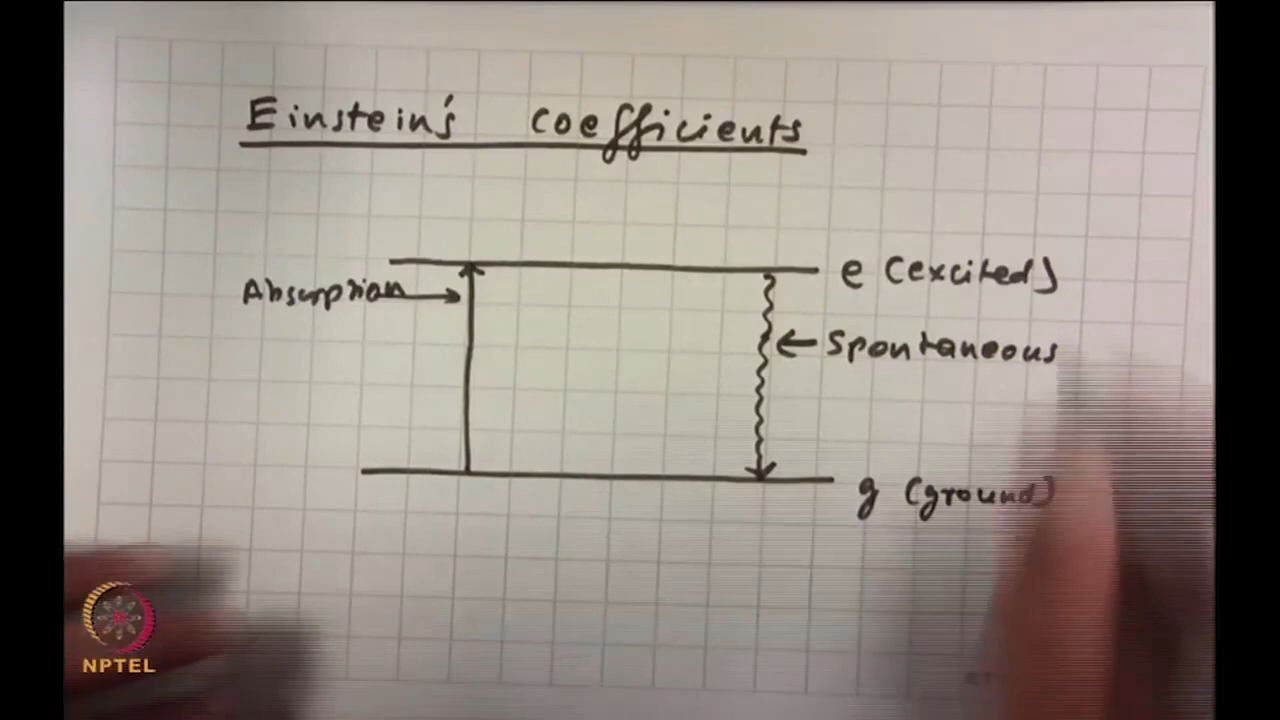 Einstein's coefficients
e (excited)
Absorption
Spontaneous
g (ground)
NPTEL